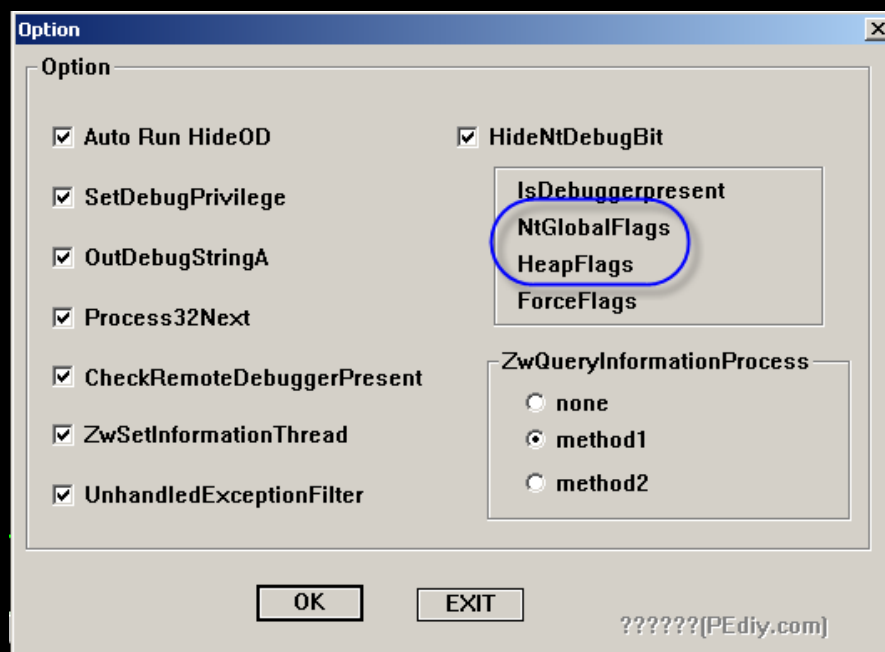 Option
Option
Auto Run HideOD
SetDebugPrivilege
OutDebugStringA
Process32Next
CheckRemoteDebuggerPresent
ZwSetInformationThread
UnhandledExceptionFilter
HideNtDebugBit
IsDebuggerpresent
NtGlobalFlags
HeapFlags
ForceFlags
ZwQueryInformationProcess
none
method1
method2
OK
EXIT
??????(PEdiy.com)